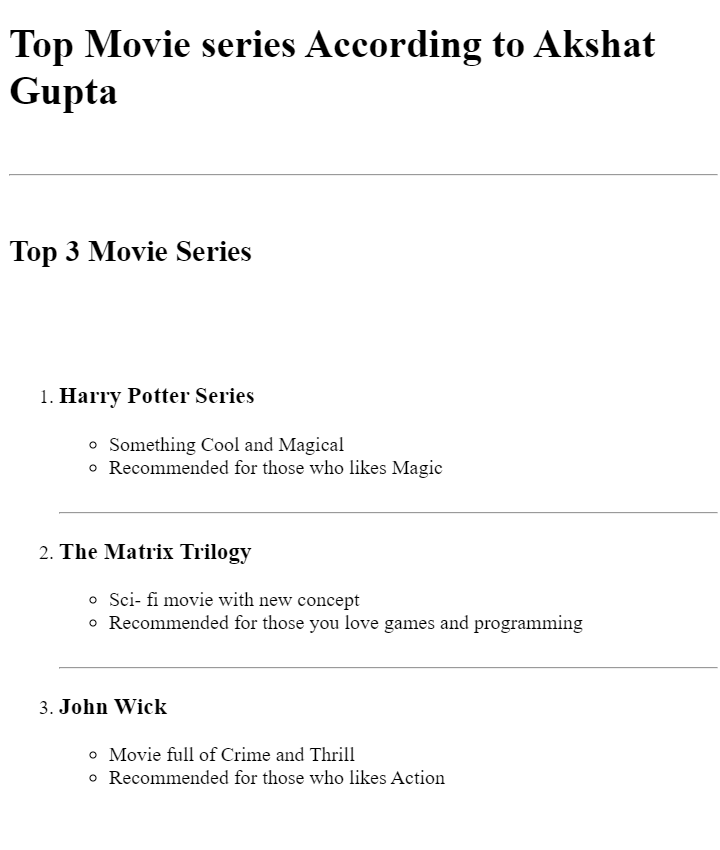 Top Movie series According to Akshat
Gupta
Top 3 Movie Series
1. Harry Potter Series
Something Cool and Magical
Recommended for those who likes Magic
2. The Matrix Trilogy
Sci- fi movie with new concept
Recommended for those you love games and programming
3. John Wick
Movie full of Crime and Thrill
Recommended for those who likes Action